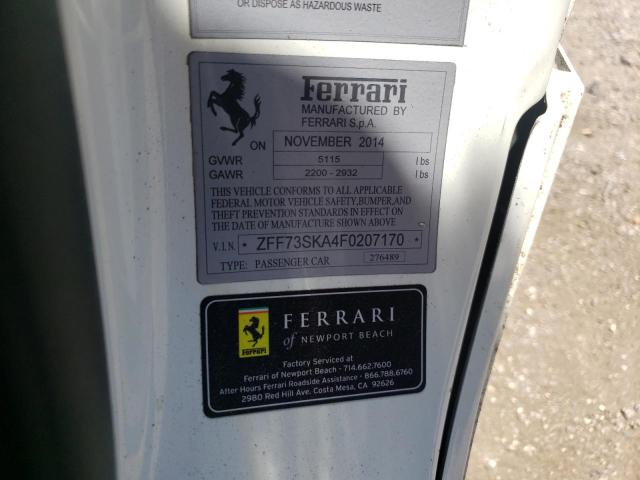 OR DISPOSE AS HAZARDOUS WASTE
Ferrari
MANUFACTURED BY
FERRARI S.p.A.
ON NOVEMBER 2014
GVWR 5115 lbs
GAWR 2200 - 2932 lbs
THIS VEHICLE CONFORMS TO ALL APPLICABLE
FEDERAL MOTOR VEHICLE SAFETY,BUMPER,AND
THEFT PREVENTION STANDARDS IN EFFECT ON
DATE OF MANUFACTURE SHOWN ABOVE
V.I.N. * ZFF73SKA4F0207170 *
TYPE: PASSENGER CAR 276489
Ferrari
FERRARI
of NEWPORT BEACH
Factory Serviced at
Ferrari of Newport Beach - 714.662.7600
After Hours Ferrari Roadside Assistance - 866.788.6760
2980 Red Hill Ave. Costa Mesa, CA 92626